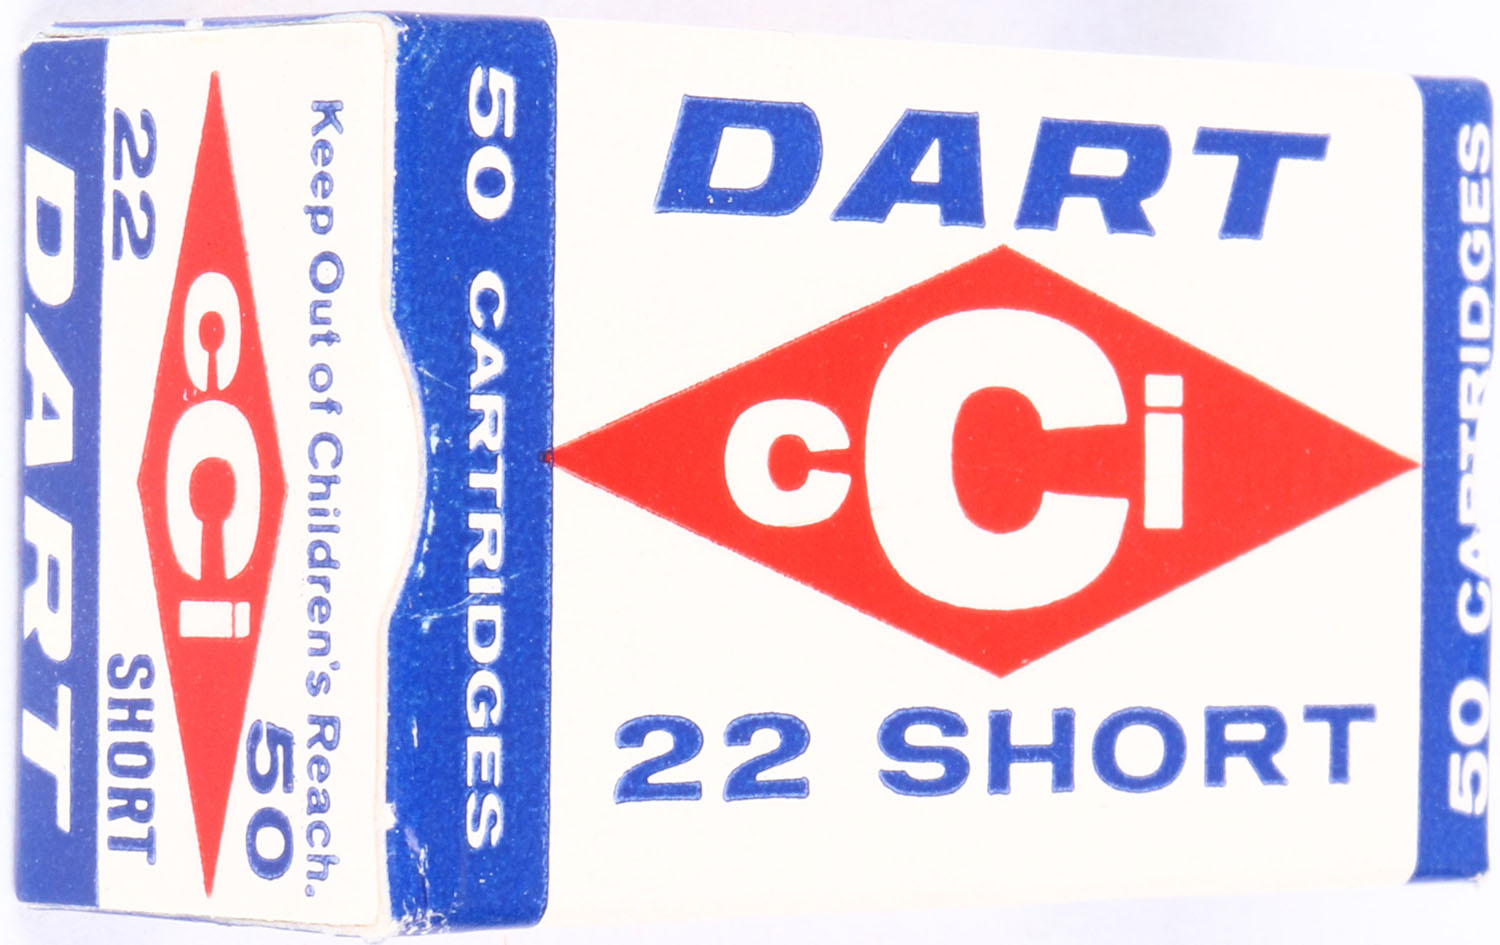 DART
cCi
22 SHORT
50 CARTRIDGES
50 CARTRIDGES
Keep Out of Children's Reach.
50
cCi
22 SHORT
DART